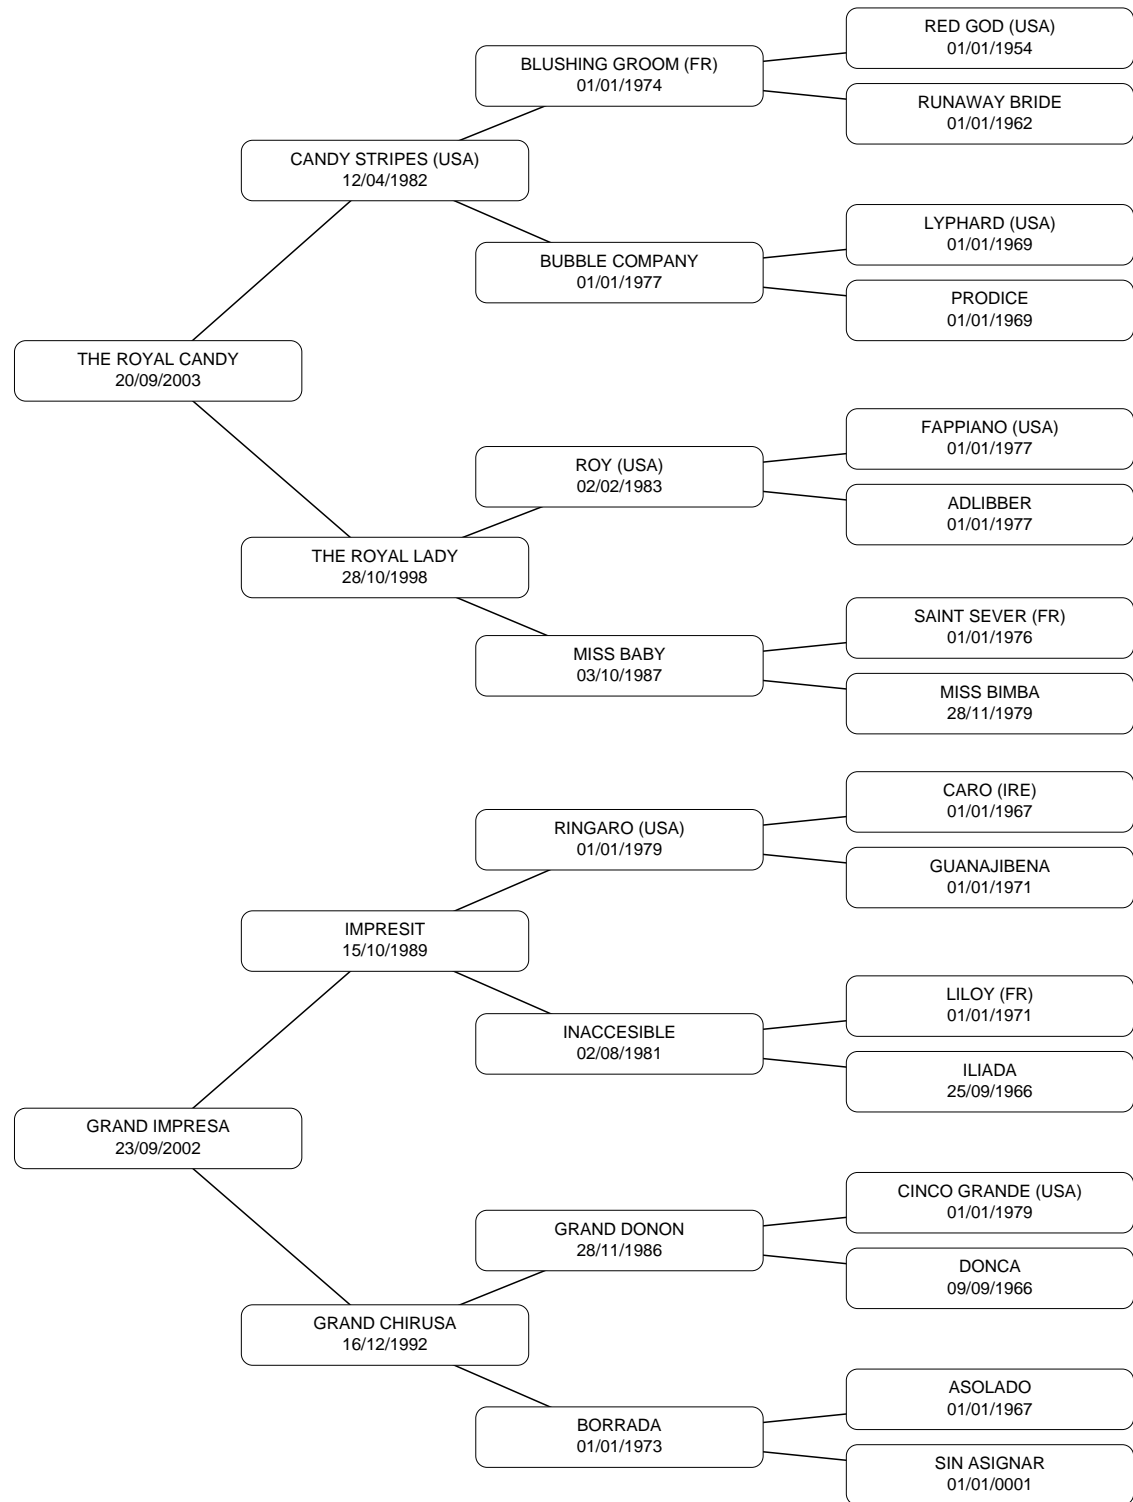 RED GOD (USA)
01/01/1954
BLUSHING GROOM (FR)
01/01/1974
RUNAWAY BRIDE
01/01/1962
CANDY STRIPES (USA)
12/04/1982
LYPHARD (USA)
01/01/1969
BUBBLE COMPANY
01/01/1977
PRODICE
01/01/1969
THE ROYAL CANDY
20/09/2003
FAPPIANO (USA)
01/01/1977
ROY (USA)
02/02/1983
ADLIBBER
01/01/1977
THE ROYAL LADY
28/10/1998
SAINT SEVER (FR)
01/01/1976
MISS BABY
03/10/1987
MISS BIMBA
28/11/1979
CARO (IRE)
01/01/1967
RINGARO (USA)
01/01/1979
GUANAJIBENA
01/01/1971
IMPRESIT
15/10/1989
LILOY (FR)
01/01/1971
INACCESIBLE
02/08/1981
ILIADA
25/09/1966
GRAND IMPRESA
23/09/2002
CINCO GRANDE (USA)
01/01/1979
GRAND DONON
28/11/1986
DONCA
09/09/1966
GRAND CHIRUSA
16/12/1992
ASOLADO
01/01/1967
BORRADA
01/01/1973
SIN ASIGNAR
01/01/0001